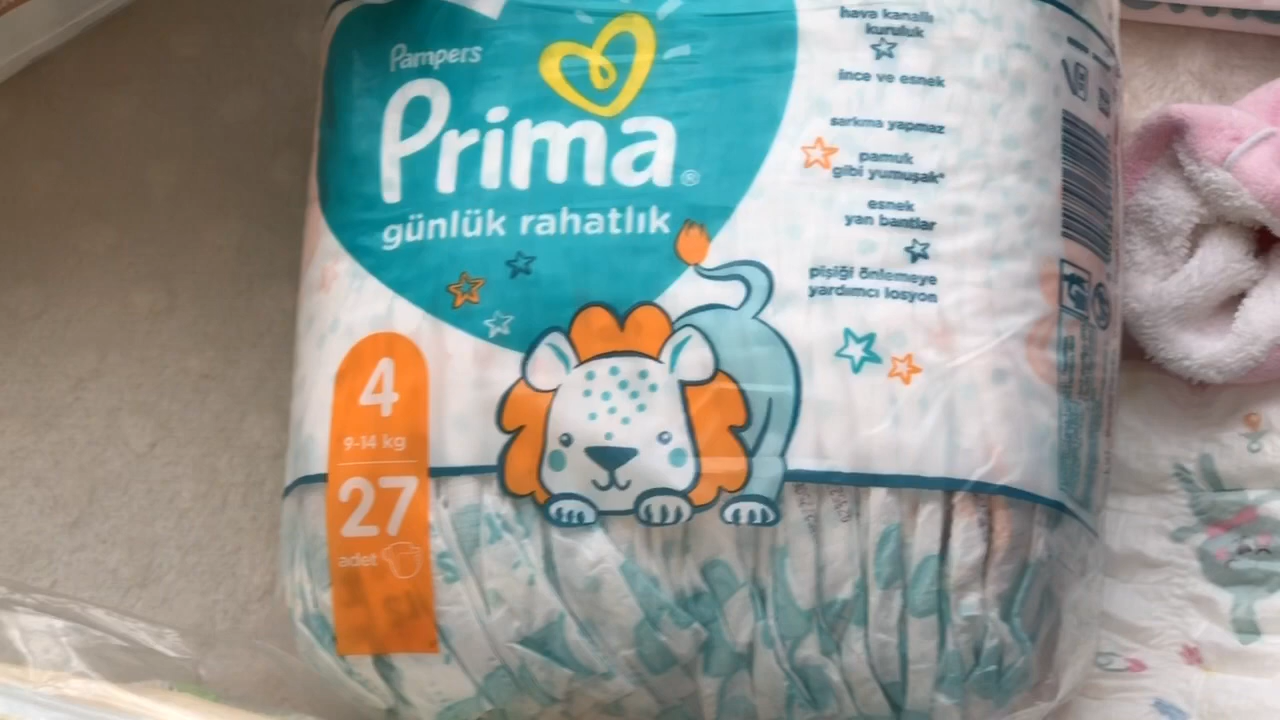 Pampers
Prima®
günlük rahatlık
hava kanallı
kuruluk
ince ve esnek
sarkma yapmaz
pamuk
gibi yumuşak*
esnek
yan bantlar
pişiği önlemeye
yardımcı losyon
4
9-14 kg
27
adet